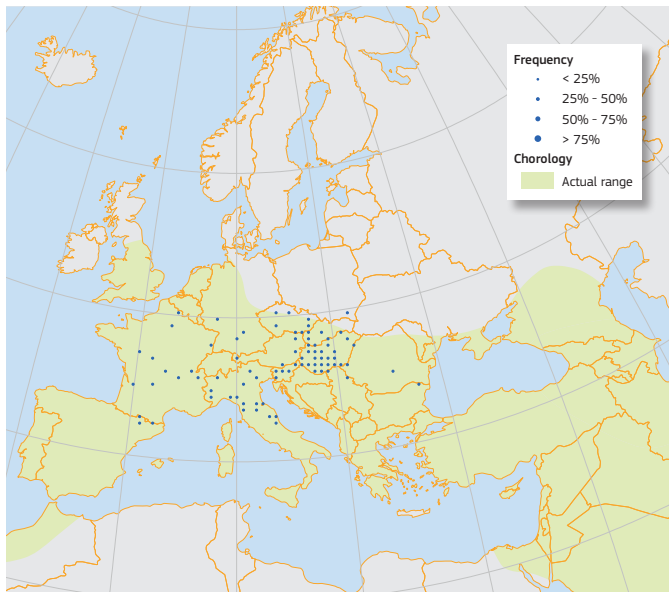 Frequency
< 25%
25% - 50%
50% - 75%
> 75%
Chorology
Actual range